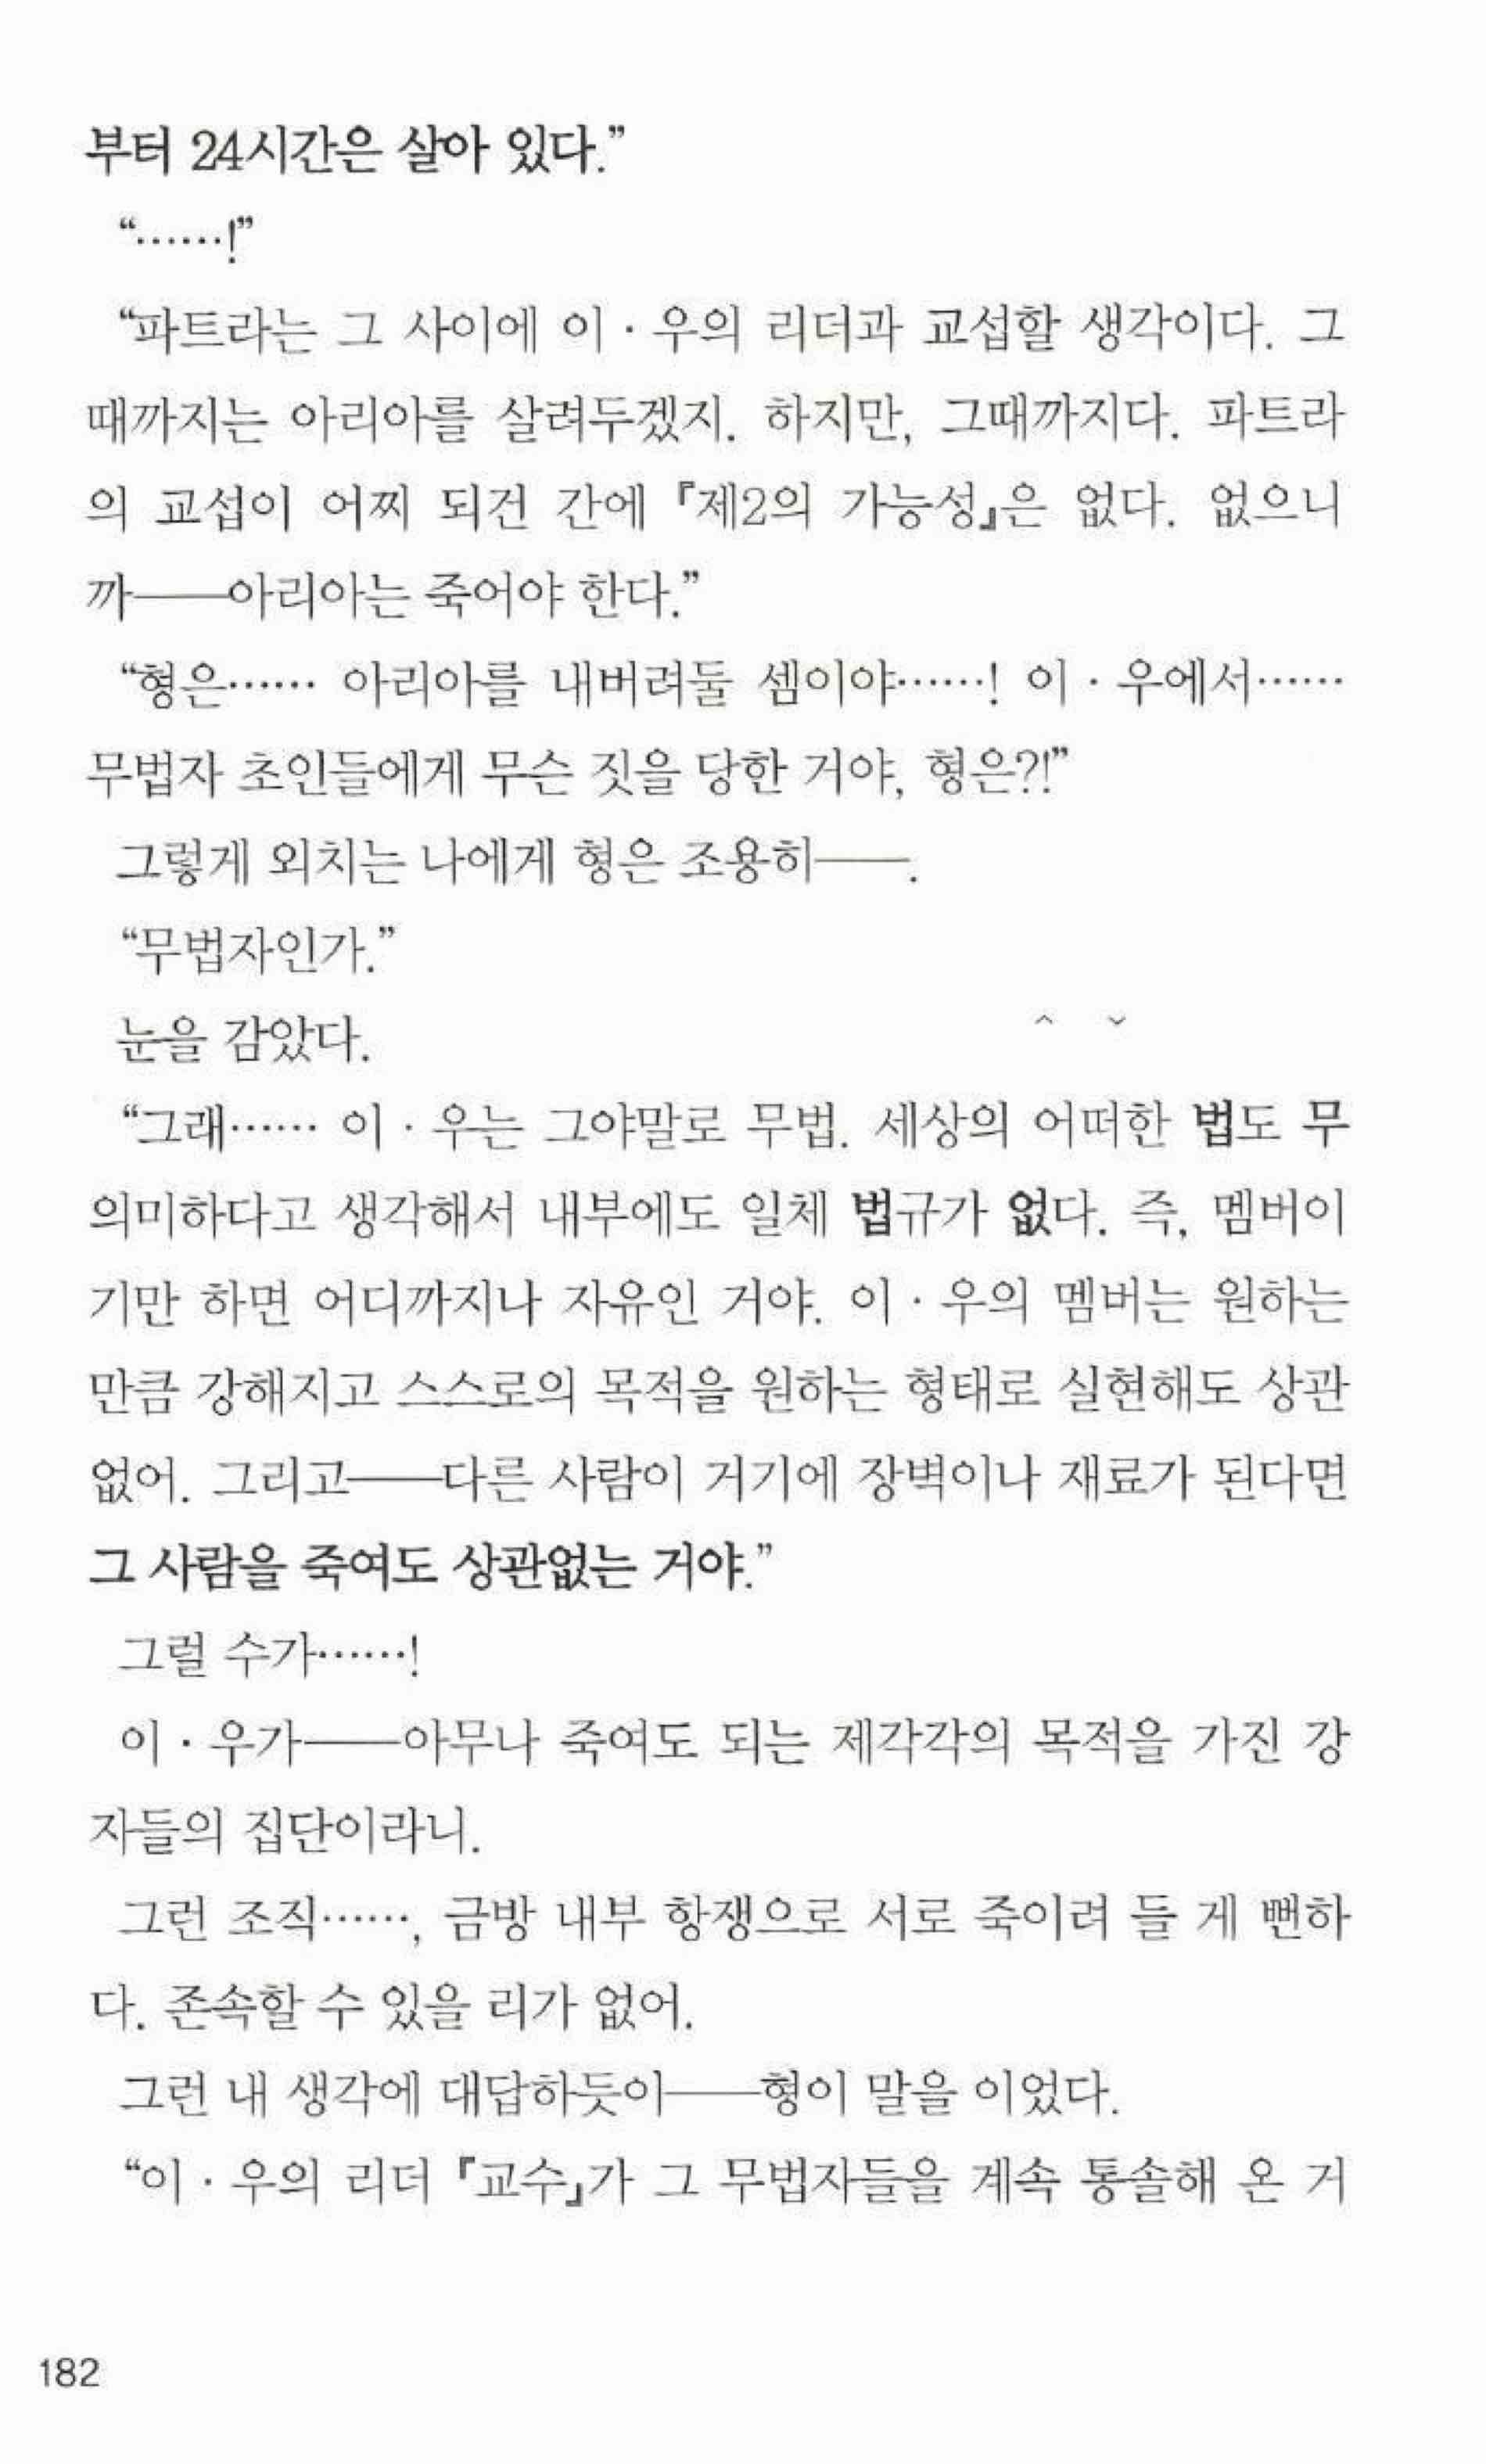 부터 24시간은 살아 있다.”
“……!”
“파트라는 그 사이에 이 · 우의 리더과 교섭할 생각이다. 그
때까지는 아리아를 살려두겠지. 하지만, 그때까지다. 파트라
의 교섭이 어찌 되건 간에 『제2의 가능성』은 없다. 없으니
까――아리아는 죽어야 한다.”
“형은…… 아리아를 내버려둘 셈이야……! 이 · 우에서……
무법자 초인들에게 무슨 짓을 당한 거야, 형은?!”
그렇게 외치는 나에게 형은 조용히――.
“무법자인가.”
눈을 감았다.
“그래…… 이 · 우는 그야말로 무법. 세상의 어떠한 법도 무
의미하다고 생각해서 내부에도 일체 법규가 없다. 즉, 멤버이
기만 하면 어디까지나 자유인 거야. 이 · 우의 멤버는 원하는
만큼 강해지고 스스로의 목적을 원하는 형태로 실현해도 상관
없어. 그리고――다른 사람이 거기에 장벽이나 재료가 된다면
그 사람을 죽여도 상관없는 거야.”
그럴 수가……!
이 · 우가――아무나 죽여도 되는 제각각의 목적을 가진 강
자들의 집단이라니.
그런 조직……, 금방 내부 항쟁으로 서로 죽이려 들 게 뻔하
다. 존속할 수 있을 리가 없어.
그런 내 생각에 대답하듯이――형이 말을 이었다.
“이 · 우의 리더 『교수』가 그 무법자들을 계속 통솔해 온 거
182